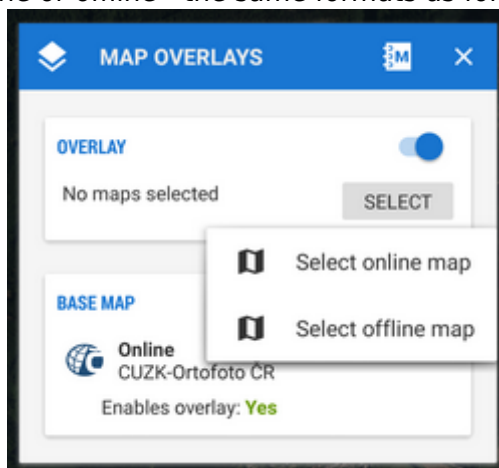 MAP OVERLAYS
M
OVERLAY
No maps selected
SELECT
Select online map
Select offline map
BASE MAP
Online
CUZK-Ortofoto ČR
Enables overlay: Yes